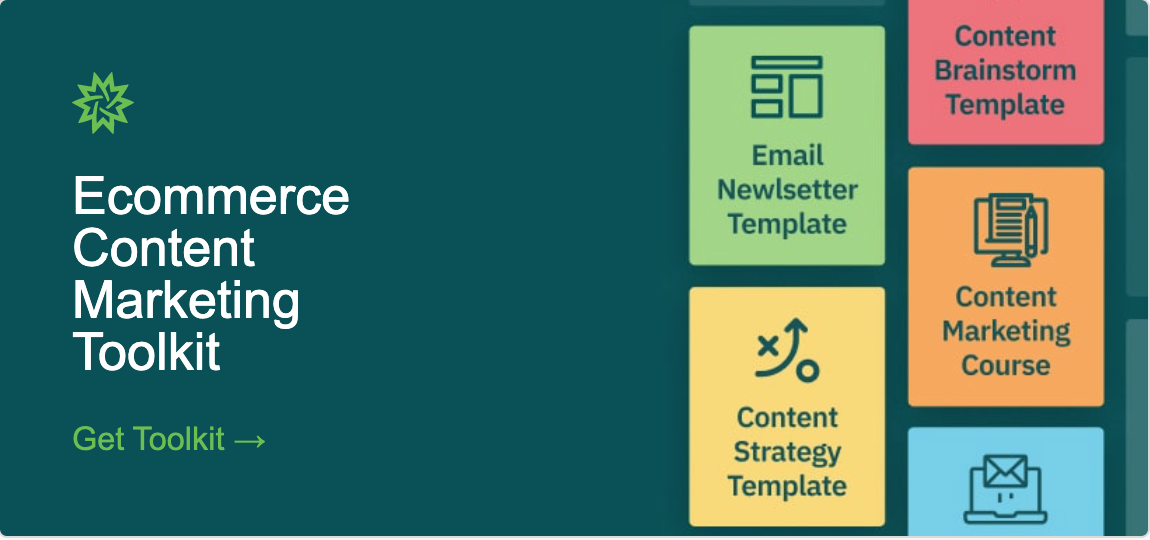 Ecommerce
Content
Marketing
Toolkit
Get Toolkit →
Email
Newlsetter
Template
Content
Strategy
Template
Content
Brainstorm
Template
Content
Marketing
Course